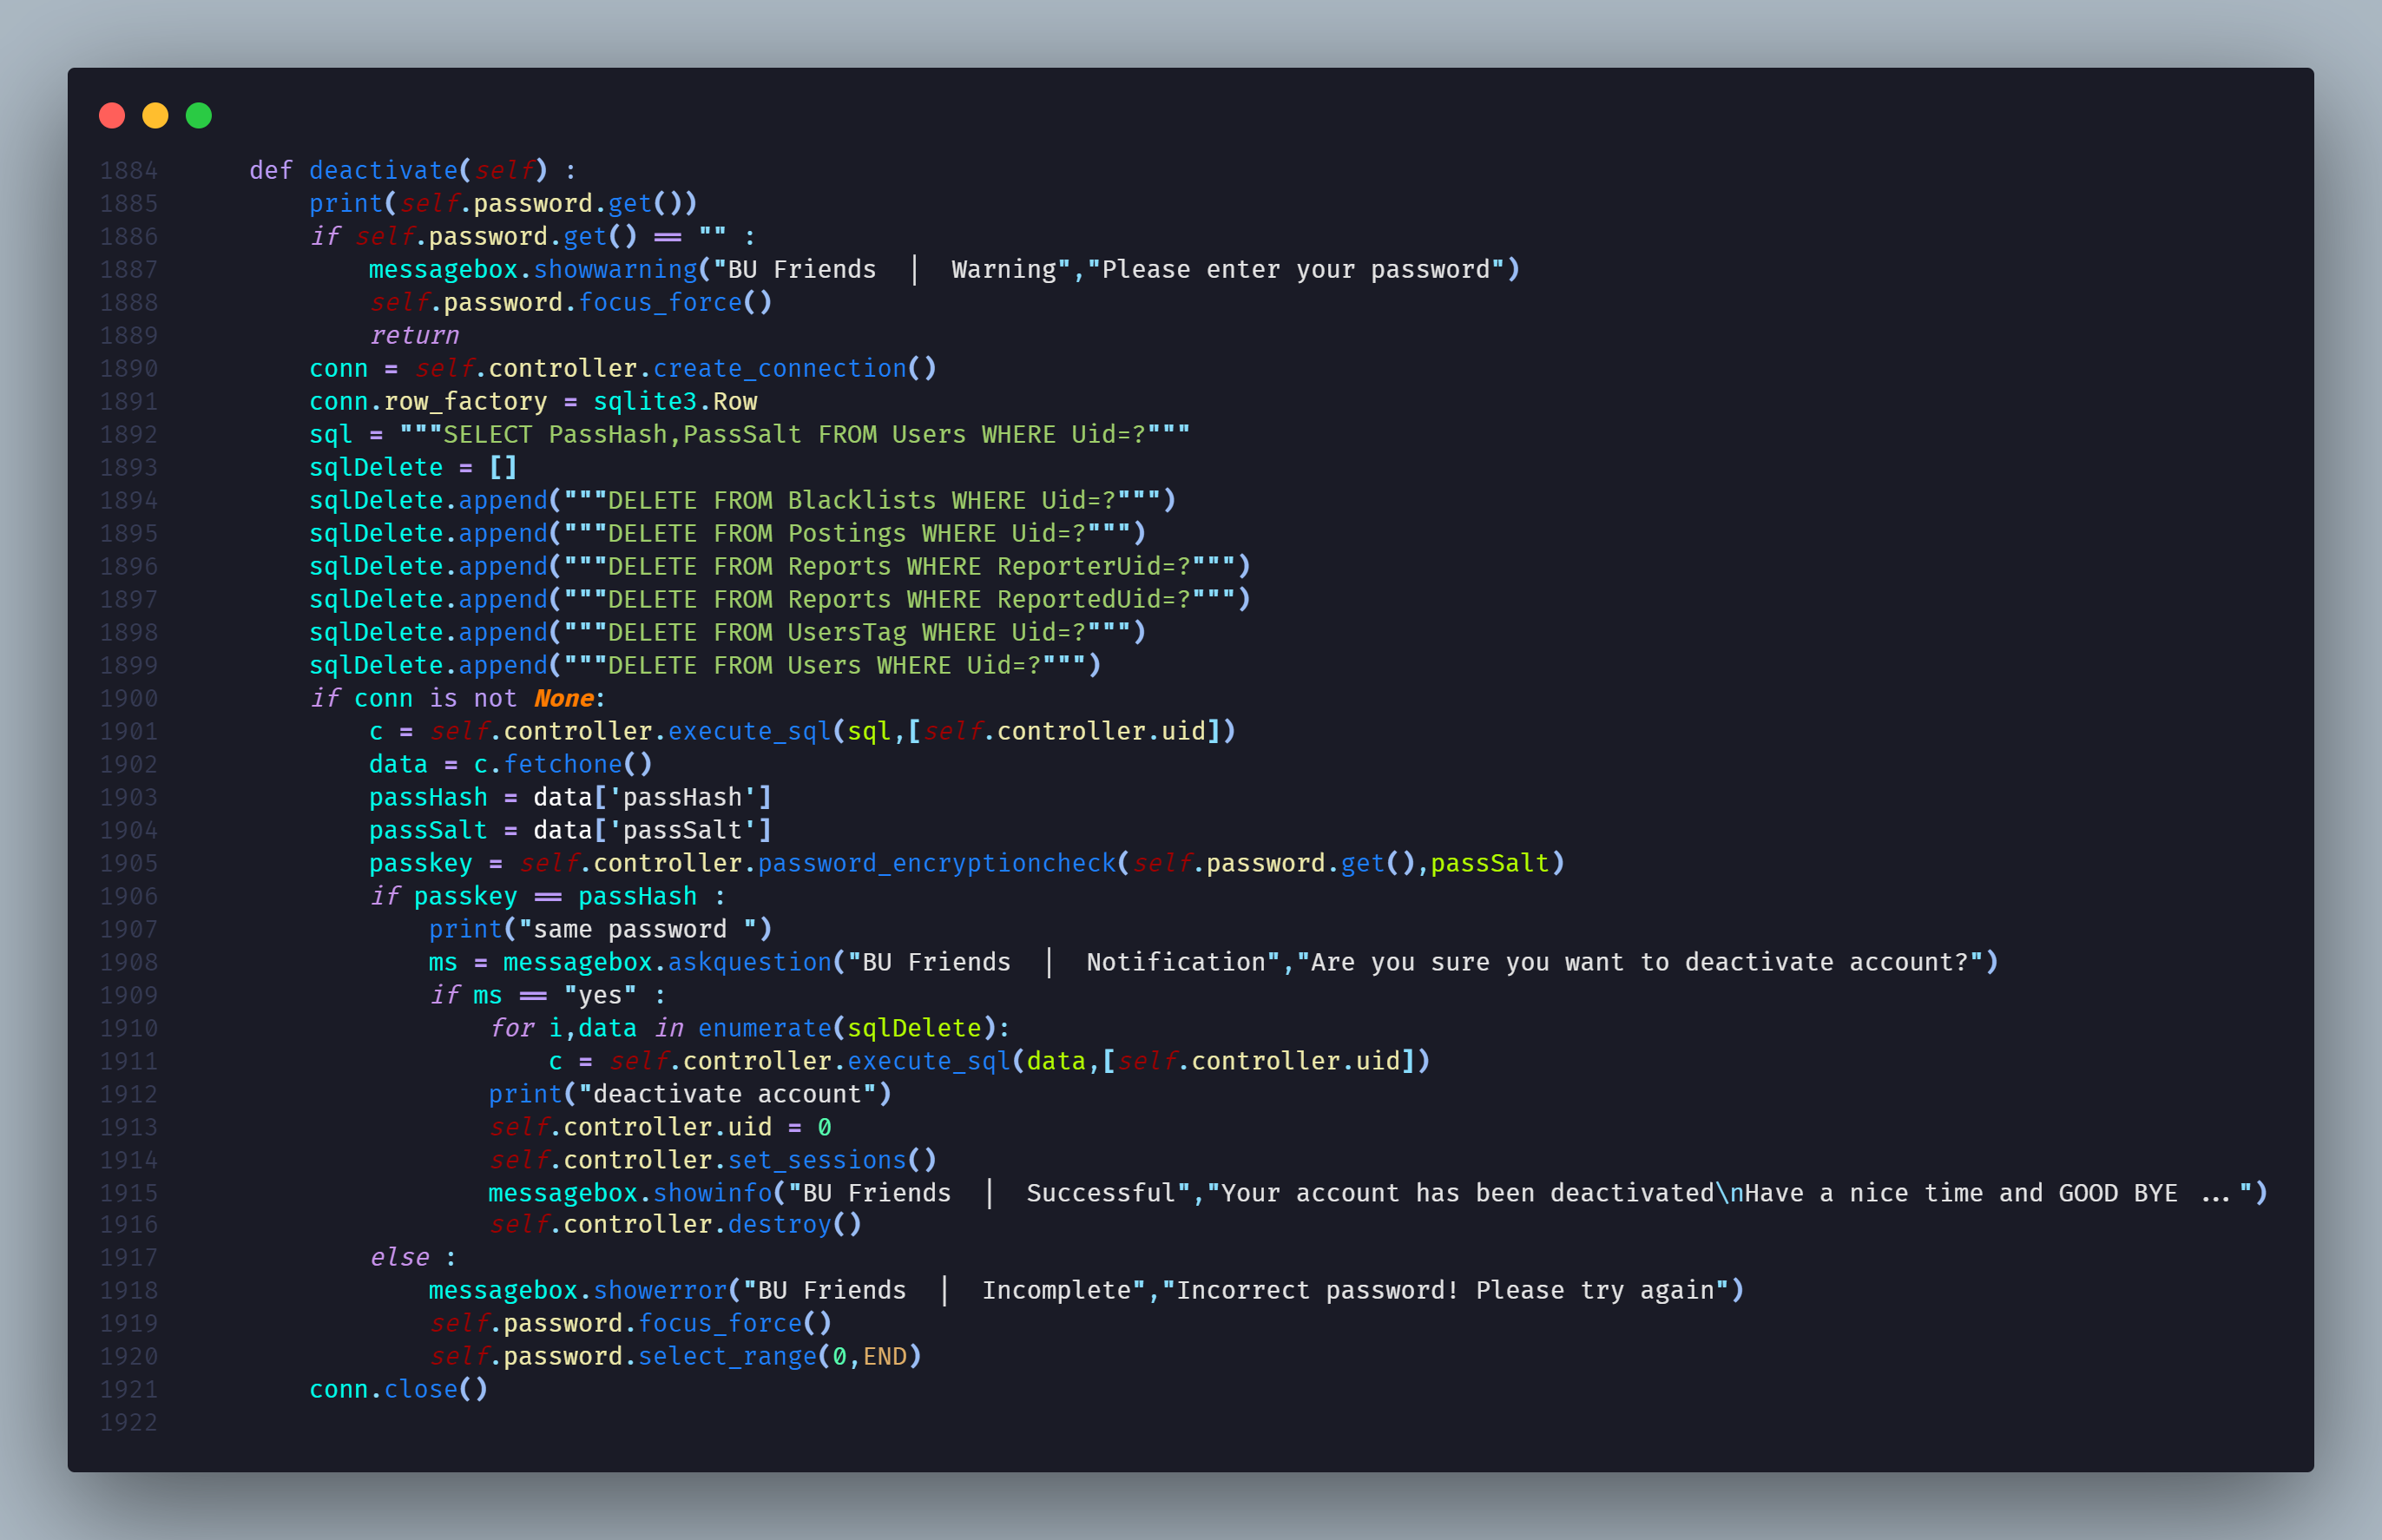 1884      def deactivate(self) :
1885          print(self.password.get())
1886          if self.password.get() == "" :
1887              messagebox.showwarning("BU Friends  |  Warning","Please enter your password")
1888              self.password.focus_force()
1889              return
1890          conn = self.controller.create_connection()
1891          conn.row_factory = sqlite3.Row
1892          sql = """SELECT PassHash,PassSalt FROM Users WHERE Uid=?"""
1893          sqlDelete = []
1894          sqlDelete.append("""DELETE FROM Blacklists WHERE Uid=?""")
1895          sqlDelete.append("""DELETE FROM Postings WHERE Uid=?""")
1896          sqlDelete.append("""DELETE FROM Reports WHERE ReporterUid=?""")
1897          sqlDelete.append("""DELETE FROM Reports WHERE ReportedUid=?""")
1898          sqlDelete.append("""DELETE FROM UsersTag WHERE Uid=?""")
1899          sqlDelete.append("""DELETE FROM Users WHERE Uid=?""")
1900          if conn is not None:
1901              c = self.controller.execute_sql(sql,[self.controller.uid])
1902              data = c.fetchone()
1903              passHash = data['passHash']
1904              passSalt = data['passSalt']
1905              passkey = self.controller.password_encryptioncheck(self.password.get(),passSalt)
1906              if passkey == passHash :
1907                  print("same password ")
1908                  ms = messagebox.askquestion("BU Friends  |  Notification","Are you sure you want to deactivate account?")
1909                  if ms == "yes" :
1910                      for i,data in enumerate(sqlDelete):
1911                          c = self.controller.execute_sql(data,[self.controller.uid])
1912                      print("deactivate account")
1913                      self.controller.uid = 0
1914                      self.controller.set_sessions()
1915                      messagebox.showinfo("BU Friends  |  Successful","Your account has been deactivated\nHave a nice time and GOOD BYE ...")
1916                      self.controller.destroy()
1917              else :
1918                  messagebox.showerror("BU Friends  |  Incomplete","Incorrect password! Please try again")
1919                  self.password.focus_force()
1920                  self.password.select_range(0,END)
1921          conn.close()
1922